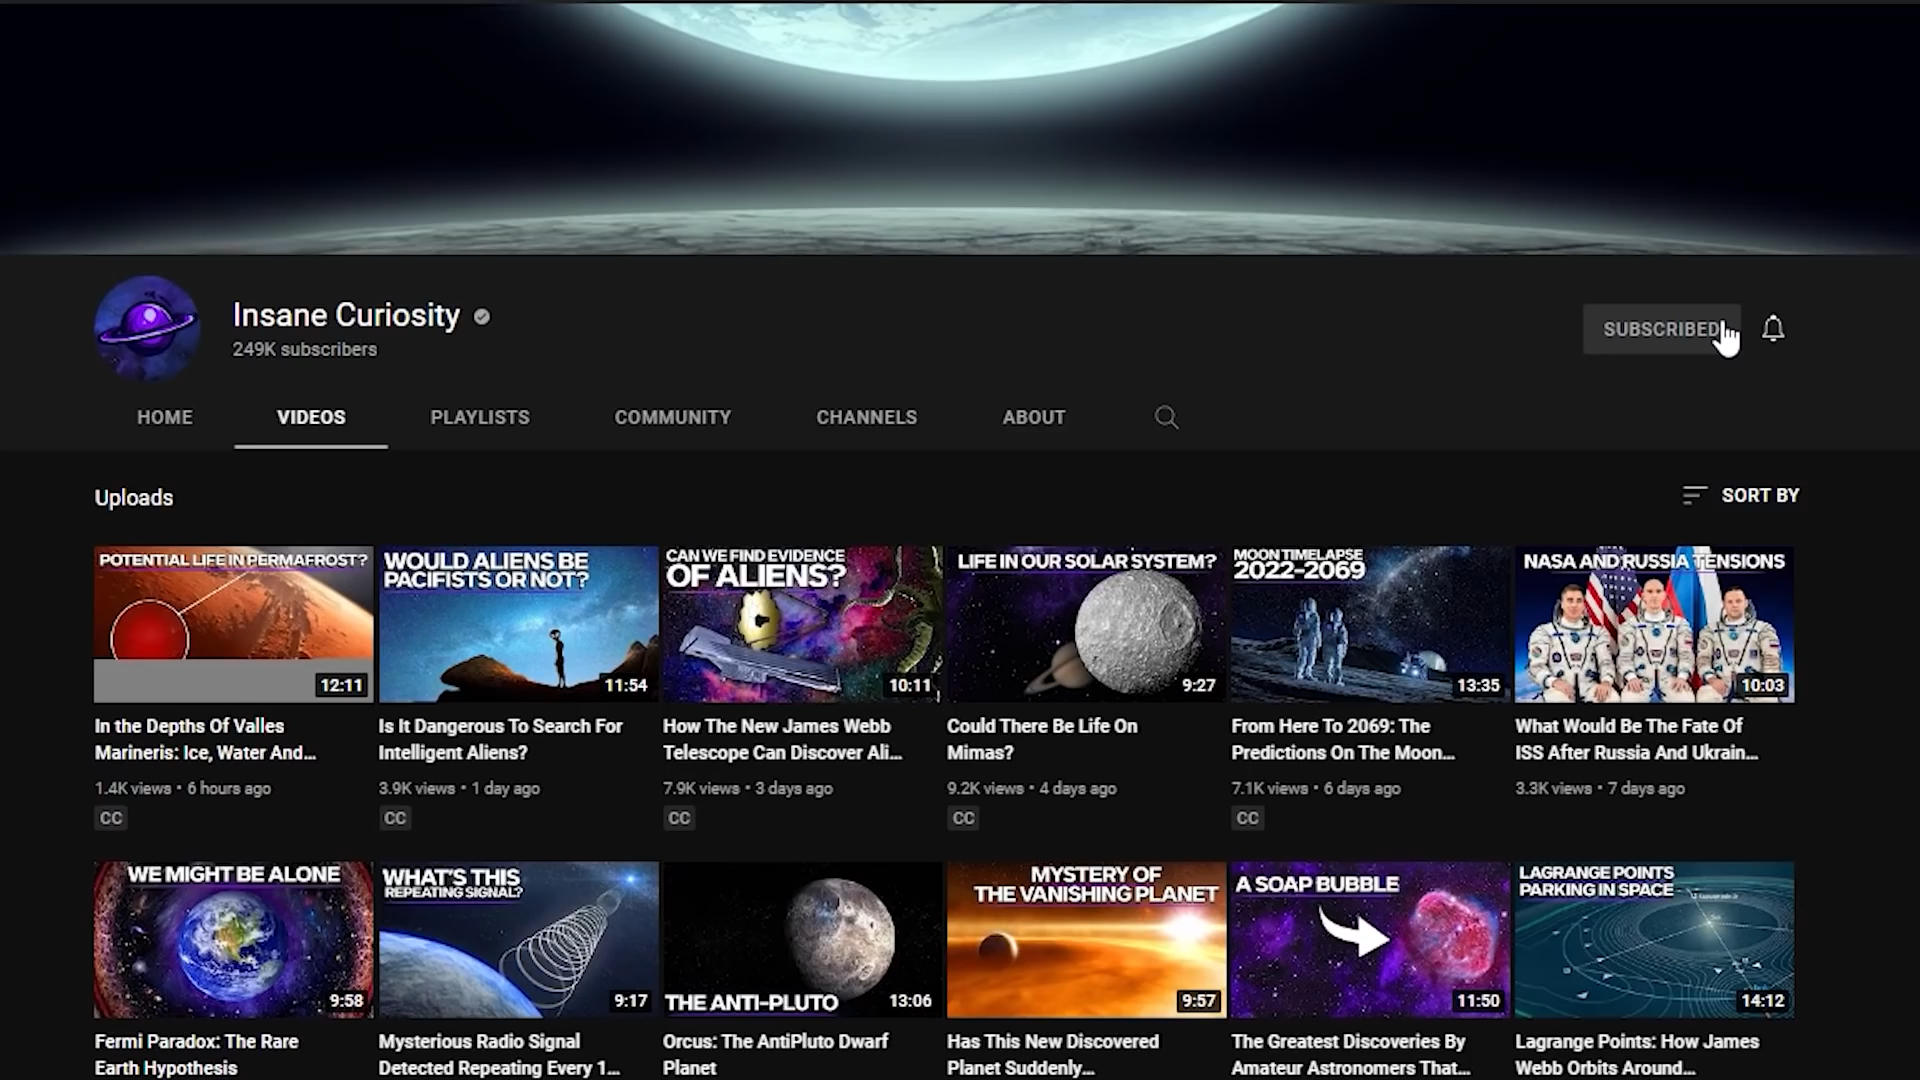 Insane Curiosity
249K subscribers
SUBSCRIBED
HOME
VIDEOS
PLAYLISTS
COMMUNITY
CHANNELS
ABOUT
Uploads
SORT BY
POTENTIAL LIFE IN PERMAFROST?
12:11
WOULD ALIENS BE
PACIFISTS OR NOT?
11:54
CAN WE FIND EVIDENCE
OF ALIENS?
10:11
LIFE IN OUR SOLAR SYSTEM?
9:27
MOON TIMELAPSE
2022-2069
13:35
NASA AND RUSSIA TENSIONS
10:03
In the Depths Of Valles
Marineris: Ice, Water And...
1.4K views • 6 hours ago
CC
Is It Dangerous To Search For
Intelligent Aliens?
3.9K views • 1 day ago
CC
How The New James Webb
Telescope Can Discover Ali...
7.9K views • 3 days ago
CC
Could There Be Life On
Mimas?
9.2K views • 4 days ago
CC
From Here To 2069: The
Predictions On The Moon...
7.1K views • 6 days ago
CC
What Would Be The Fate Of
ISS After Russia And Ukrain...
3.3K views • 7 days ago
WE MIGHT BE ALONE
9:58
WHAT'S THIS
REPEATING SIGNAL?
9:17
THE ANTI-PLUTO
13:06
MYSTERY OF
THE VANISHING PLANET
9:57
A SOAP BUBBLE
11:50
LAGRANGE POINTS
PARKING IN SPACE
14:12
Fermi Paradox: The Rare
Earth Hypothesis
Mysterious Radio Signal
Detected Repeating Every 1...
Orcus: The AntiPluto Dwarf
Planet
Has This New Discovered
Planet Suddenly...
The Greatest Discoveries By
Amateur Astronomers That...
Lagrange Points: How James
Webb Orbits Around...